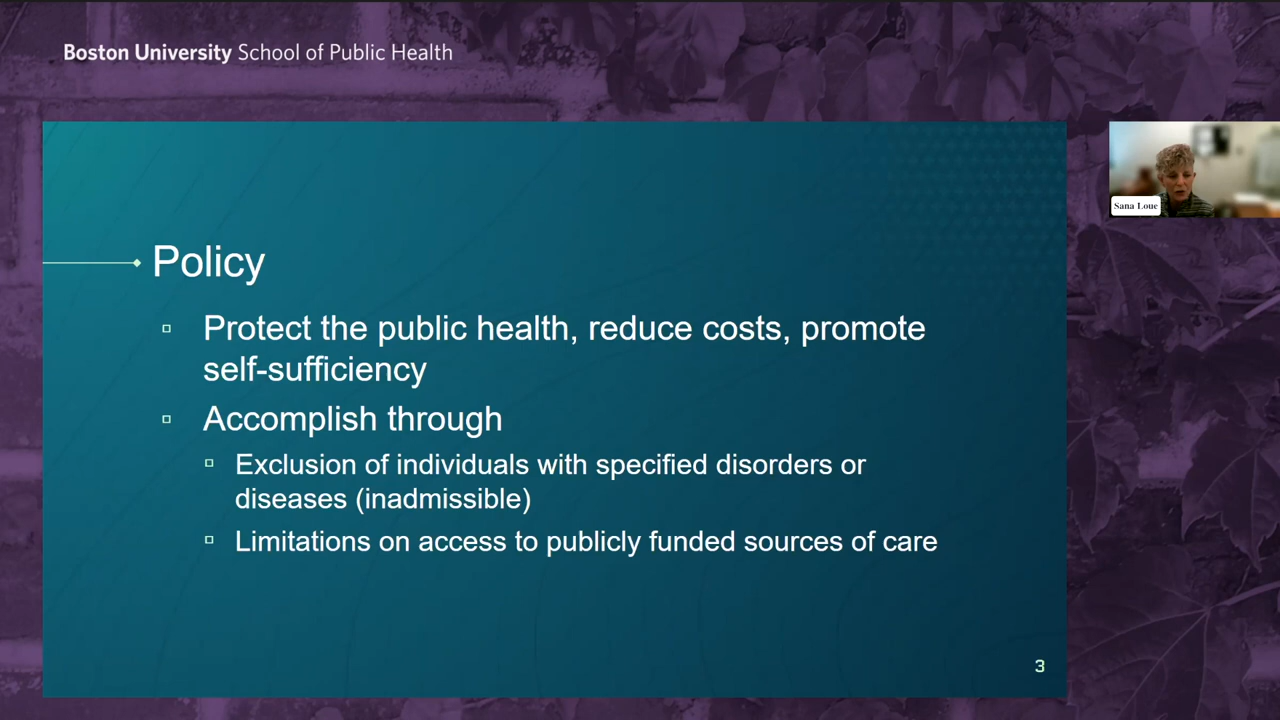 Boston University School of Public Health
Policy
Protect the public health, reduce costs, promote
self-sufficiency
Accomplish through
Exclusion of individuals with specified disorders or
diseases (inadmissible)
Limitations on access to publicly funded sources of care
3
Sana Loue